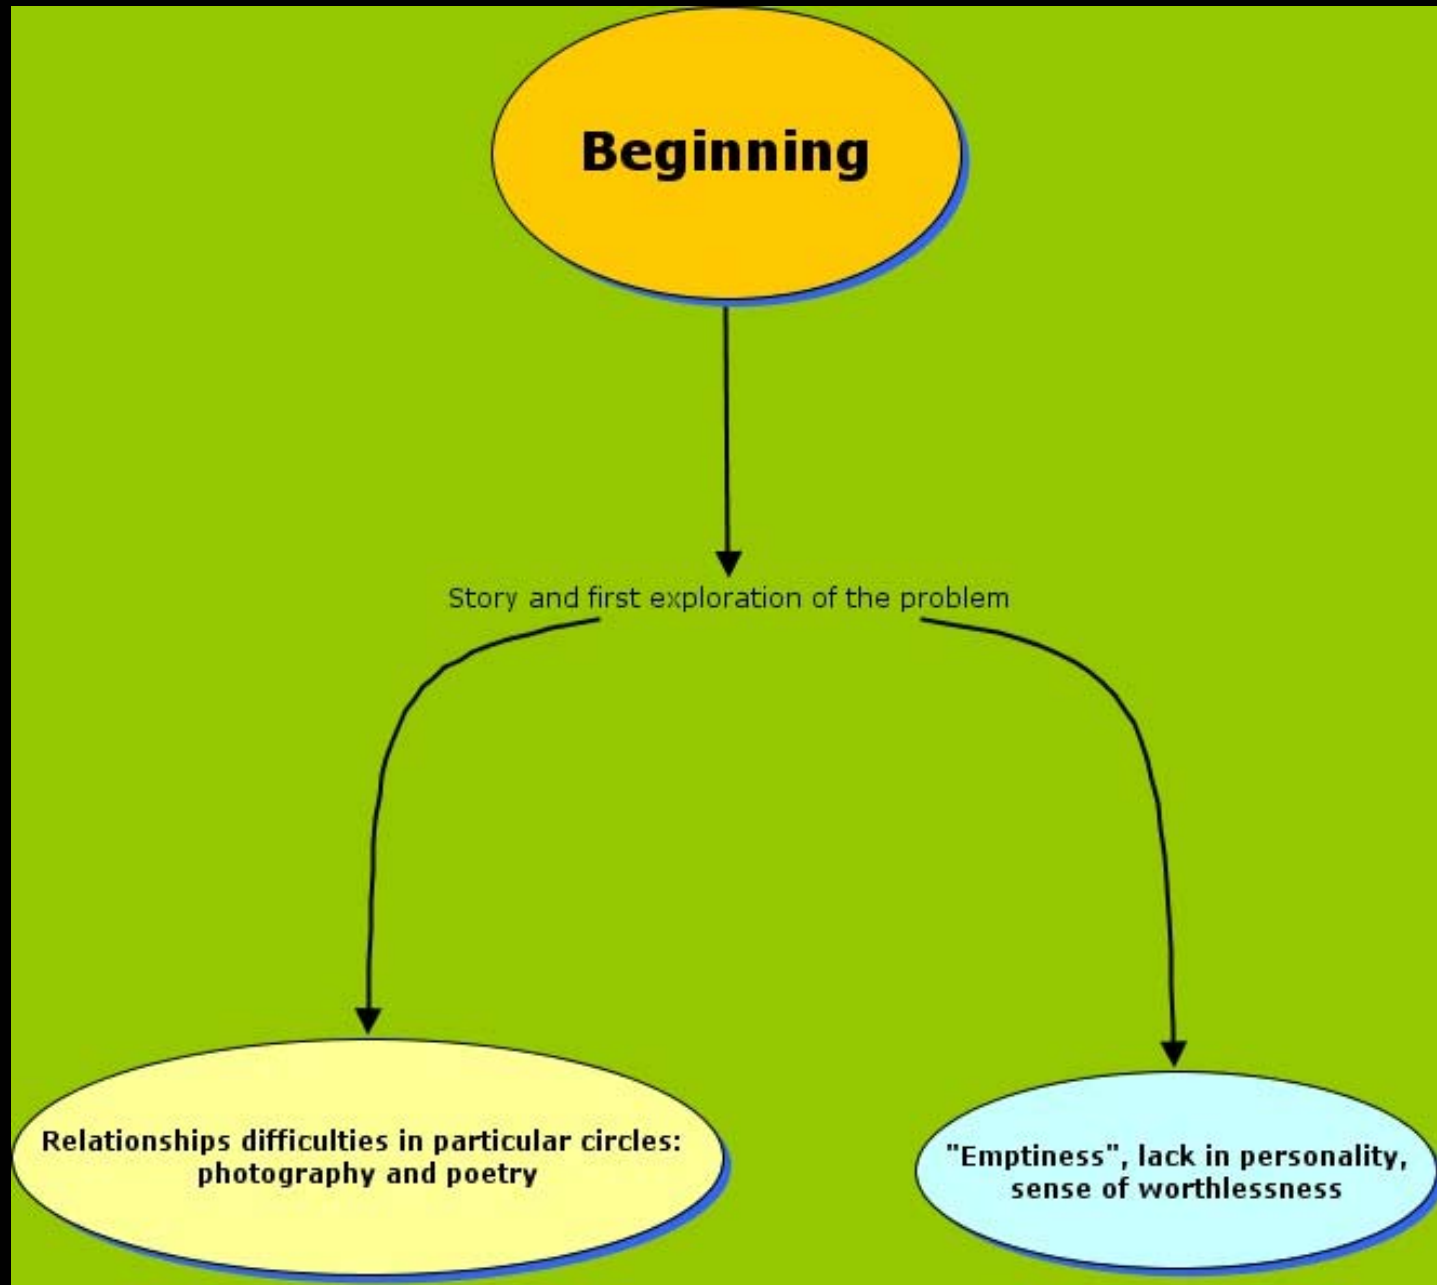 Beginning
Story and first exploration of the problem
Relationships difficulties in particular circles:
photography and poetry
"Emptiness", lack in personality,
sense of worthlessness